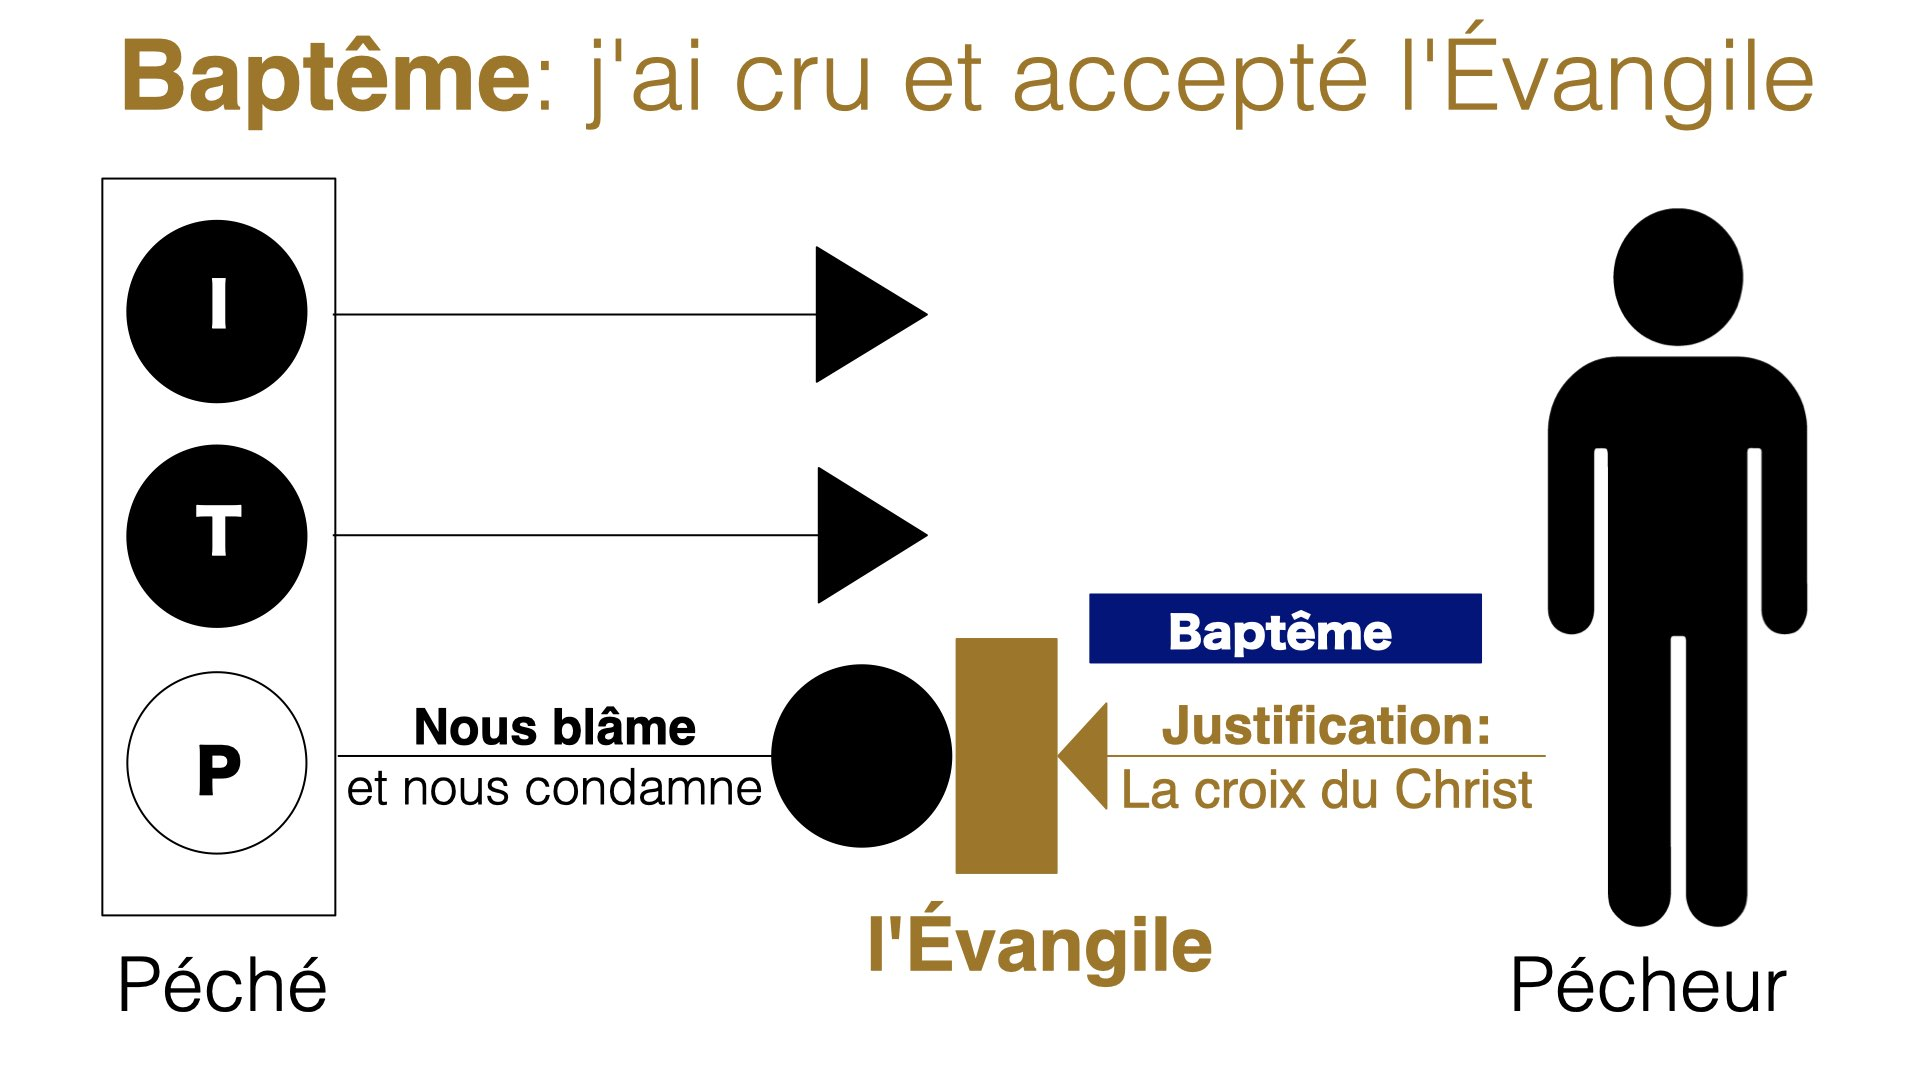 Baptême: j'ai cru et accepté l'Évangile
I
T
Baptême
P
Nous blâme
et nous condamne
Justification:
La croix du Christ
l'Évangile
Péché
Pécheur